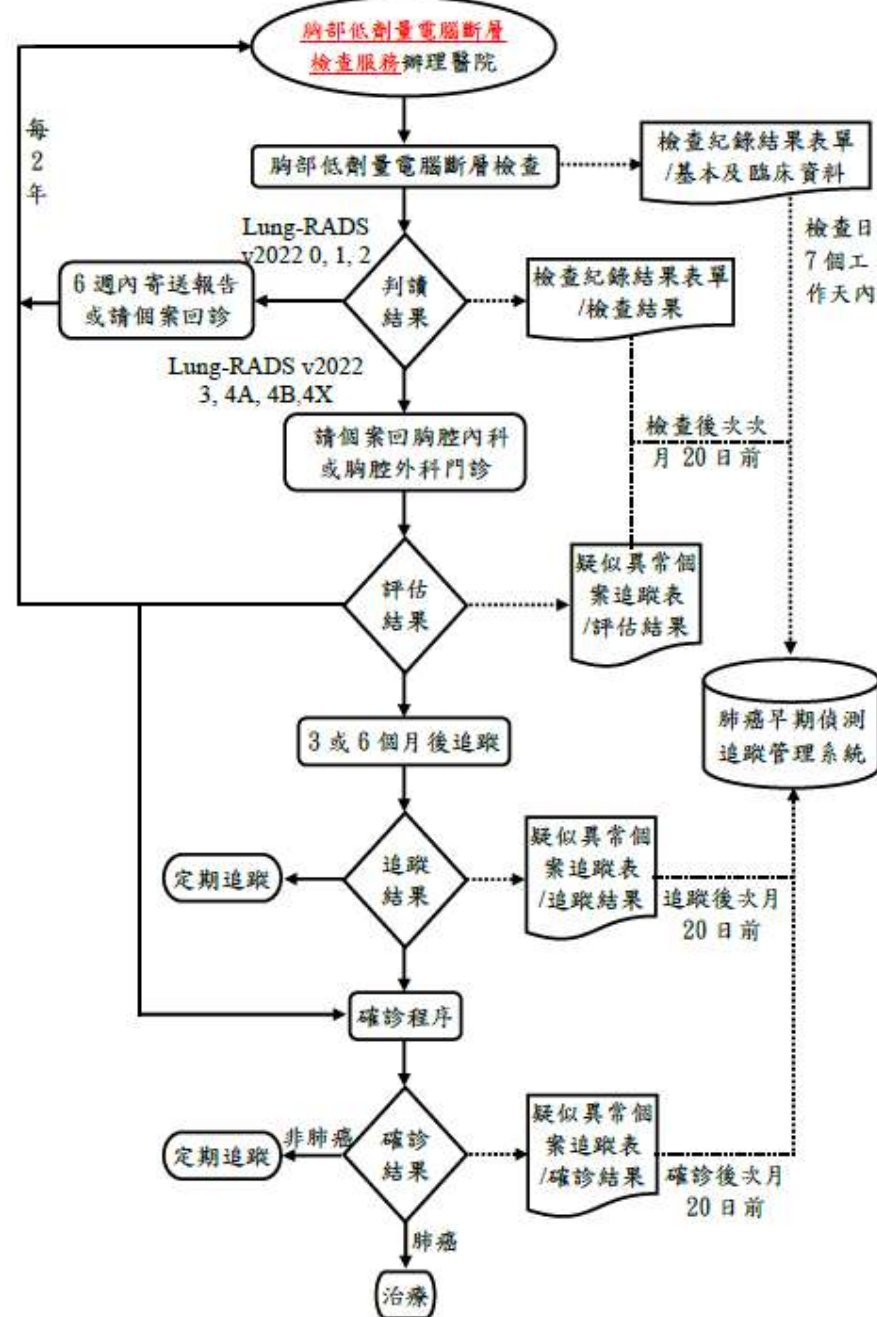 胸部低劑量電腦斷層
檢查服務辦理醫院
每
2
年
胸部低劑量電腦斷層檢查
檢查紀錄結果表單
/基本及臨床資料
檢查日
7 個工
作天內
Lung-RADS
v2022 0, 1, 2
6 週內寄送報告
或請個案回診
判讀
結果
檢查紀錄結果表單
/檢查結果
Lung-RADS v2022
3, 4A, 4B,4X
請個案回胸腔內科
或胸腔外科門診
檢查後次次
月 20 日前
評估
結果
疑似異常個
案追蹤表
/評估結果
肺癌早期偵測
追蹤管理系統
3 或 6 個月後追蹤
定期追蹤
追蹤
結果
疑似異常個
案追蹤表
/追蹤結果
追蹤後次月
20 日前
確診程序
定期追蹤
非肺癌
確診
結果
疑似異常個
案追蹤表
/確診結果
確診後次月
20 日前
肺癌
治療